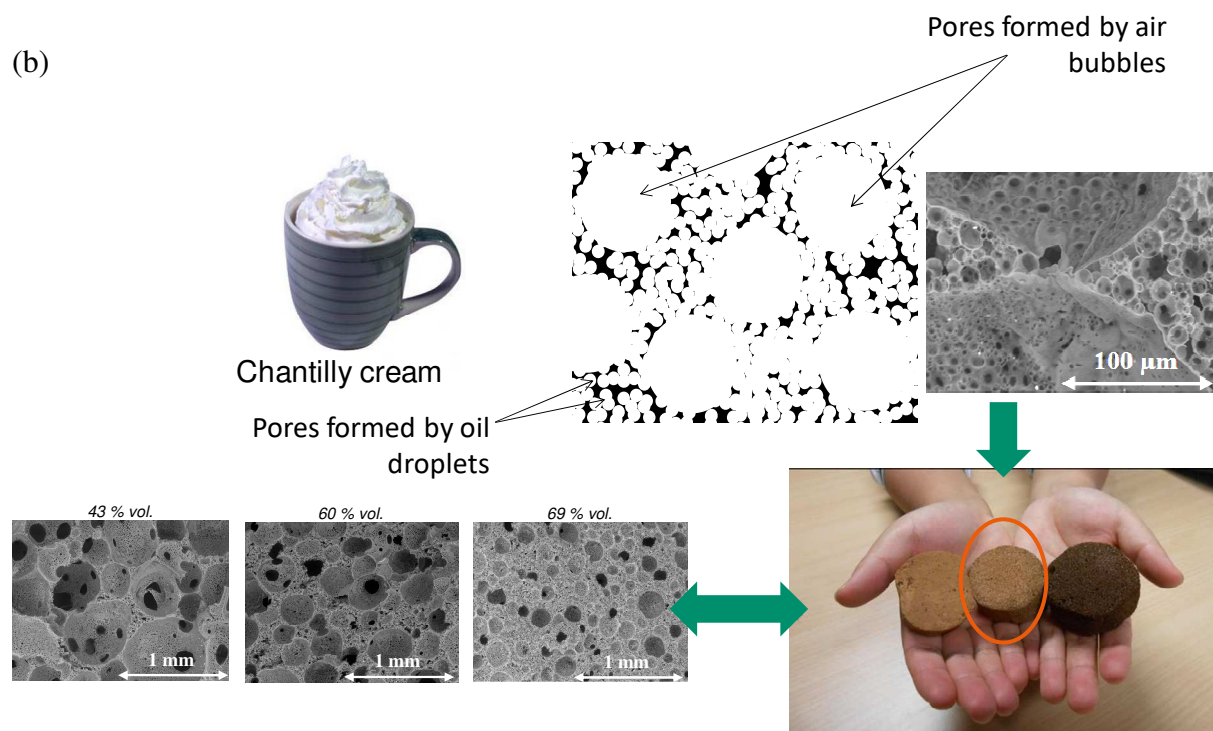 Pores formed by air
bubbles
(b)
100 µm
Chantilly cream
Pores formed by oil
droplets
43 % vol.
60 % vol.
69 % vol.
1 mm
1 mm
1 mm